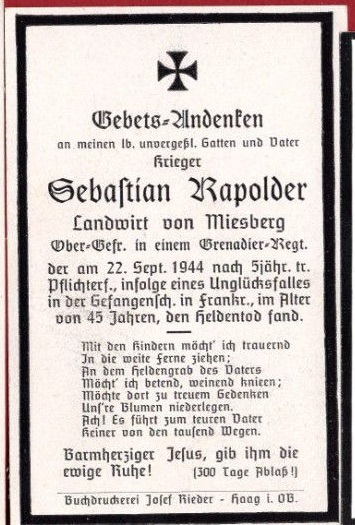 Gebets-Andenken
an meinen lb. unvergeßl. Gatten und Vater
Krieger
Sebastian Rapolder
Landwirt von Miesberg
Ober-Gefr. in einem Grenadier-Regt.
der am 22. Sept. 1944 nach 5jähr. tr.
Pflichterf., infolge eines Unglücksfalles
in der Gefangensch. in Frankr., im Alter
von 45 Jahren, den Heldentod fand.
Mit den Kindern möcht' ich trauernd
In die weite Ferne ziehen;
An dem Heldengrab des Vaters
Möcht' ich betend, weinend knieen;
Möchte dort zu treuem Gedenken
Uns're Blumen niederlegen.
Ach! Es führt zum teuren Vater
Keiner von den tausend Wegen.
Barmherziger Jesus, gib ihm die
ewige Ruhe! (300 Tage Ablaß!)
Buchdruckerei Josef Rieder - Haag i. OB.